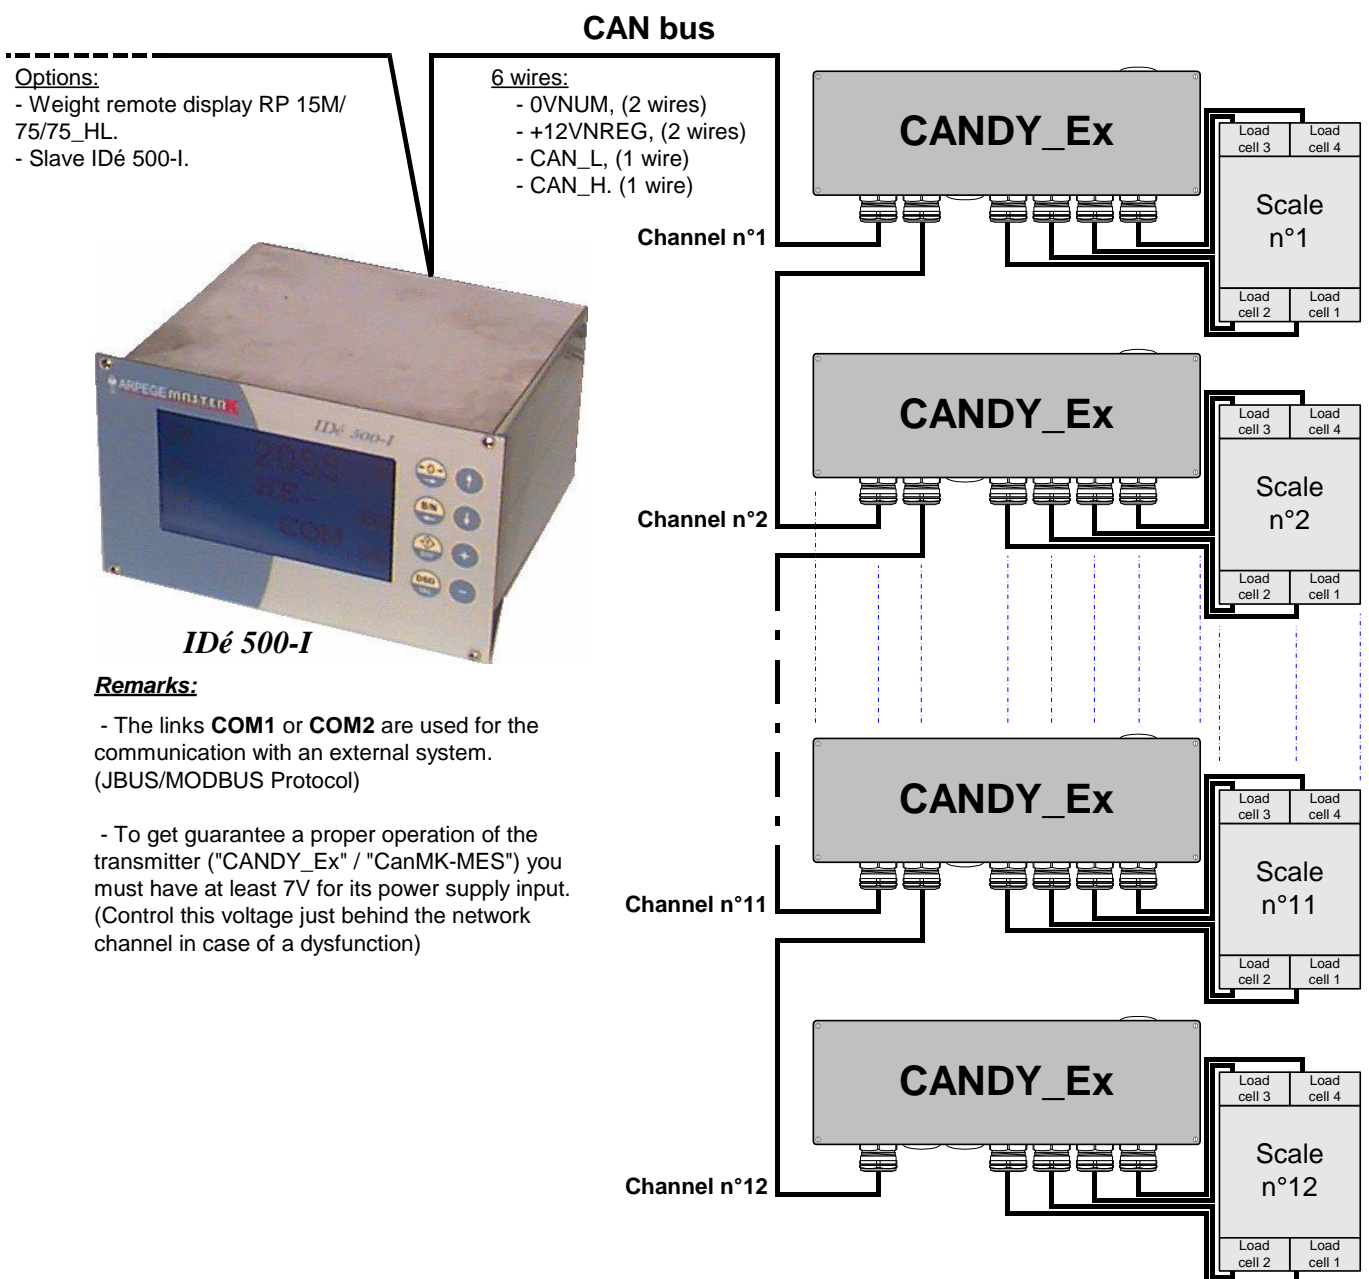 CAN bus
Options:
- Weight remote display RP 15M/
75/75_HL.
- Slave IDé 500-I.
6 wires:
- 0VNUM, (2 wires)
- +12VNREG, (2 wires)
- CAN_L, (1 wire)
- CAN_H. (1 wire)
CANDY_Ex
Load
cell 3
Load
cell 4
Scale
n°1
Load
cell 2
Load
cell 1
Channel n°1
ARPEGE MASTER K
IDé 500-I
2055
COM
+0+
B/N
DSD
IDé 500-I
CANDY_Ex
Load
cell 3
Load
cell 4
Scale
n°2
Load
cell 2
Load
cell 1
Channel n°2
Remarks:
- The links COM1 or COM2 are used for the
communication with an external system.
(JBUS/MODBUS Protocol)
- To get guarantee a proper operation of the
transmitter ("CANDY_Ex" / "CanMK-MES") you
must have at least 7V for its power supply input.
(Control this voltage just behind the network
channel in case of a dysfunction)
CANDY_Ex
Load
cell 3
Load
cell 4
Scale
n°11
Load
cell 2
Load
cell 1
Channel n°11
CANDY_Ex
Load
cell 3
Load
cell 4
Scale
n°12
Load
cell 2
Load
cell 1
Channel n°12